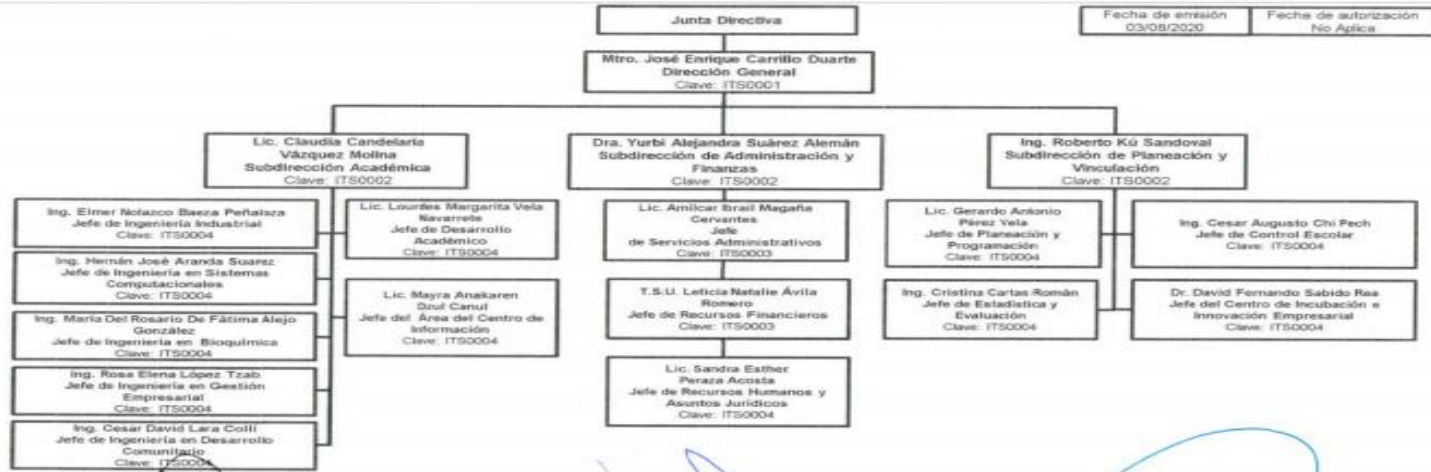 Junta Directiva
Fecha de emisión
03/08/2020
Fecha de autorización
No Aplica
Mtro. José Enrique Carrillo Duarte
Dirección General
Clave: ITS0001
Lic. Claudia Candelaria
Vázquez Molina
Subdirección Académica
Clave: ITS0002
Dra. Yurbi Alejandra Suárez Alemán
Subdirección de Administración y
Finanzas
Clave: ITS0002
Ing. Roberto Kú Sandoval
Subdirección de Planeación y
Vinculación
Clave: ITS0002
Ing. Elmer Nolazco Baeza Peñaloza
Jefe de Ingeniería Industrial
Clave: ITS0004
Ing. Hernán José Aranda Suarez
Jefe de Ingeniería en Sistemas
Computacionales
Clave: ITS0004
Ing. María Del Rosario De Fátima Alejo
González
Jefe de Ingeniería en Bioquímica
Clave: ITS0004
Ing. Rosa Elena López Tzab
Jefe de Ingeniería en Gestión
Empresarial
Clave: ITS0004
Ing. Cesar David Lara Collí
Jefe de Ingeniería en Desarrollo
Comunitario
Clave: ITS0004
Lic. Lourdes Margarita Vela
Navarrete
Jefe de Desarrollo
Académico
Clave: ITS0004
Lic. Mayra Anakaren
Dzul Canul
Jefe del Área del Centro de
Información
Clave: ITS0004
Lic. Amilcar Ibrail Magaña
Cervantes
Jefe
de Servicios Administrativos
Clave: ITS0003
T.S.U. Leticia Natalie Ávila
Romero
Jefe de Recursos Financieros
Clave: ITS0003
Lic. Sandra Esther
Peraza Acosta
Jefe de Recursos Humanos y
Asuntos Jurídicos
Clave: ITS0004
Lic. Gerardo Antonio
Pérez Vela
Jefe de Planeación y
Programación
Clave: ITS0004
Ing. Cristina Cartas Román
Jefe de Estadística y
Evaluación
Clave: ITS0004
Ing. Cesar Augusto Chi Pech
Jefe de Control Escolar
Clave: ITS0004
Dr. David Fernando Sabido Rea
Jefe del Centro de Incubación e
Innovación Empresarial
Clave: ITS0004